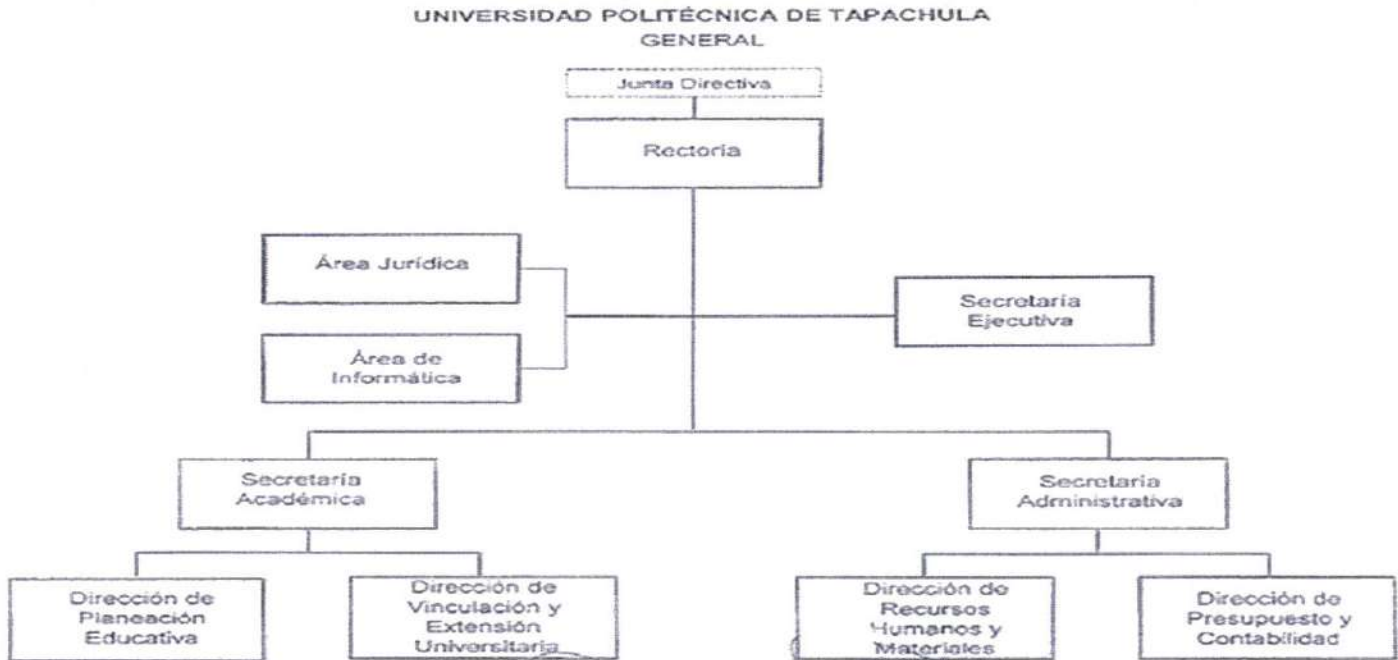 UNIVERSIDAD POLITÉCNICA DE TAPACHULA
GENERAL
Junta Directiva
Rectoría
Área Jurídica
Secretaría
Ejecutiva
Área de
Informática
Secretaría
Académica
Secretaría
Administrativa
Dirección de
Planeación
Educativa
Dirección de
Vinculación y
Extensión
Universitaria
Dirección de
Recursos
Humanos y
Materiales
Dirección de
Presupuesto y
Contabilidad